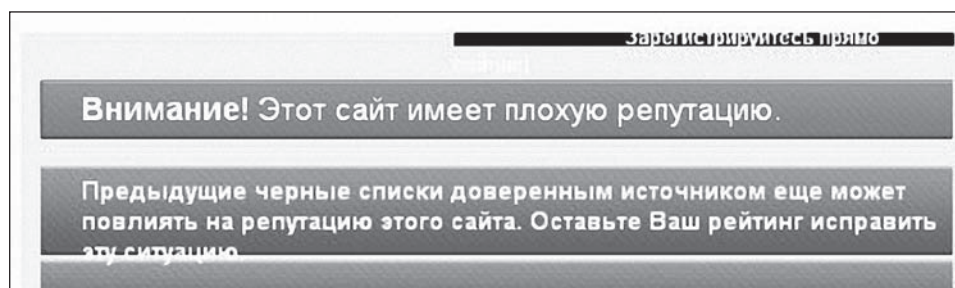 Зарегистрируйтесь прямо
Внимание! Этот сайт имеет плохую репутацию.
Предыдущие черные списки доверенным источником еще может
повлиять на репутацию этого сайта. Оставьте Ваш рейтинг исправить
эту ситуацию.